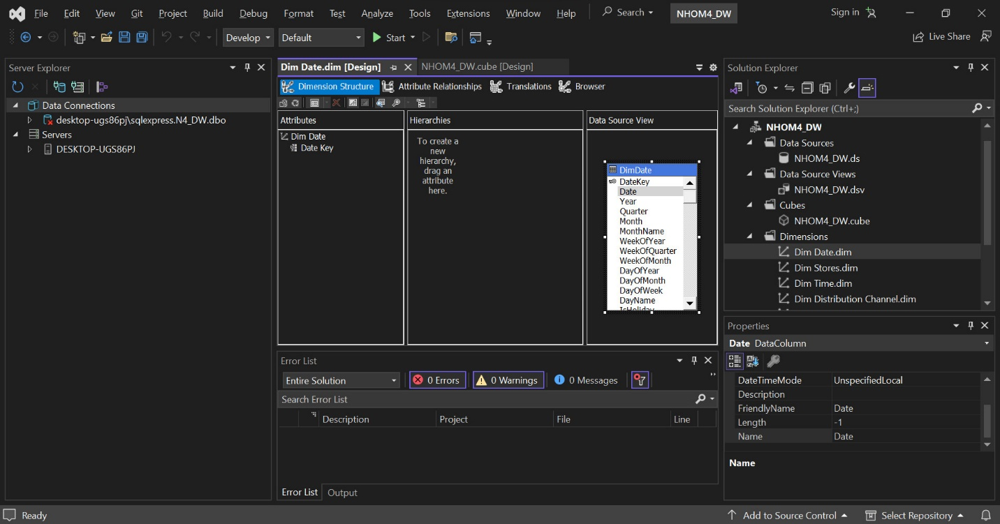 File Edit View Git Project Build Debug Format Test Analyze Tools Extensions Window Help Search NHOM4_DW Sign in
Develop Default Start Live Share
Server Explorer
Data Connections
desktop-ugs86pj\sqlexpress.N4_DW.dbo
Servers
DESKTOP-UGS86PJ
Dim Date.dim [Design] NHOM4_DW.cube [Design]
Dimension Structure Attribute Relationships Translations Browser
Attributes
Dim Date
Date Key
Hierarchies
To create a
new
hierarchy,
drag an
attribute
here.
Data Source View
DimDate
DateKey
Date
Year
Quarter
Month
MonthName
WeekOfYear
WeekOfQuarter
WeekOfMonth
DayOfYear
DayOfMonth
DayOfWeek
DayName
IsHoliday
Error List
Entire Solution 0 Errors 0 Warnings 0 Messages
Search Error List
Description Project File Line
Error List Output
Solution Explorer
Search Solution Explorer (Ctrl+;)
NHOM4_DW
Data Sources
NHOM4_DW.ds
Data Source Views
NHOM4_DW.dsv
Cubes
NHOM4_DW.cube
Dimensions
Dim Date.dim
Dim Stores.dim
Dim Time.dim
Dim Distribution Channel.dim
Properties
Date DataColumn
DateTimeMode UnspecifiedLocal
Description
FriendlyName Date
Length -1
Name Date
Name
Ready Add to Source Control Select Repository